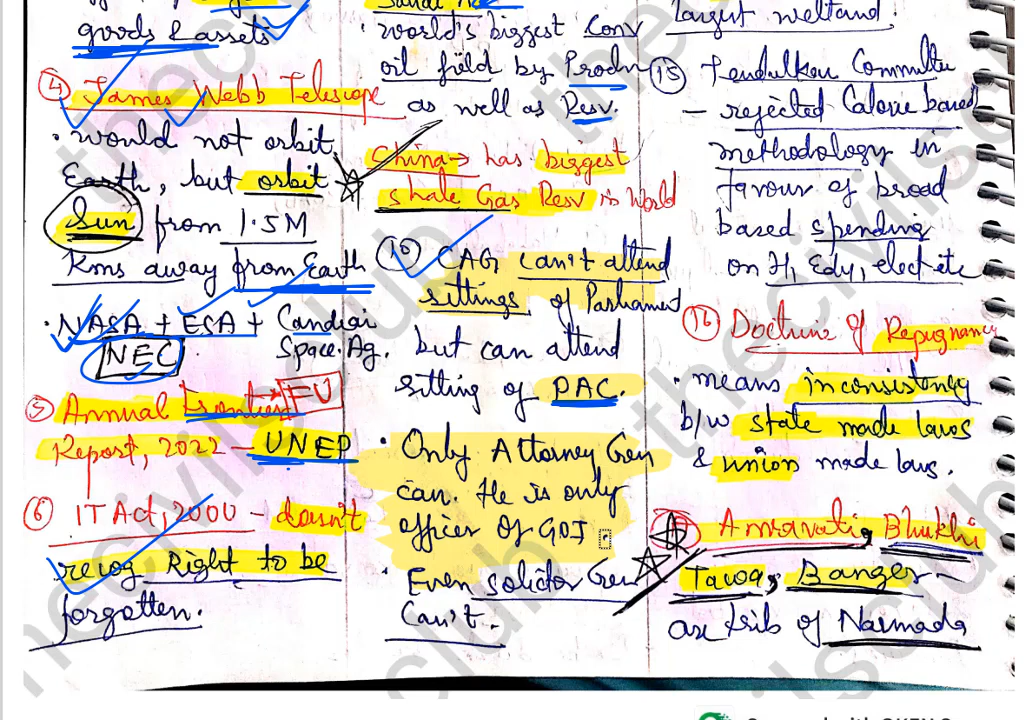 goods & assets
④ James Webb Telescope
• would not orbit
Earth, but orbit
Sun from 1.5M
Kms away from Earth
• NASA + ESA +
Space. Ag.
NEC
⑤ Annual Frontiers
Report, 2022 – UNEP
⑥ IT Act, 2000 – doesn't
recog Right to be
forgotten.
world's biggest Conv
oil field by Prodn
as well as Resv.
China → has biggest
shale Gas Resv in World
⑩ CAG can't attend
sittings of Parliament
but can attend
sitting of PAC.
• Only Attorney Gen
can. He is only
officer of GOI
• Even solicitor Gen
Can't.
largest wetland.
⑮ Tendulkar Committe
– rejected Calorie based
methodology in
favour of broad
based spending
on H, Edu, elect etc
⑯ Doctrine of Repugnancy
• means inconsistency
b/w state made laws
& union made laws.
Amravati, Bhukhi
Tawa, Banger –
are trib of Narmada
theciviIsclub